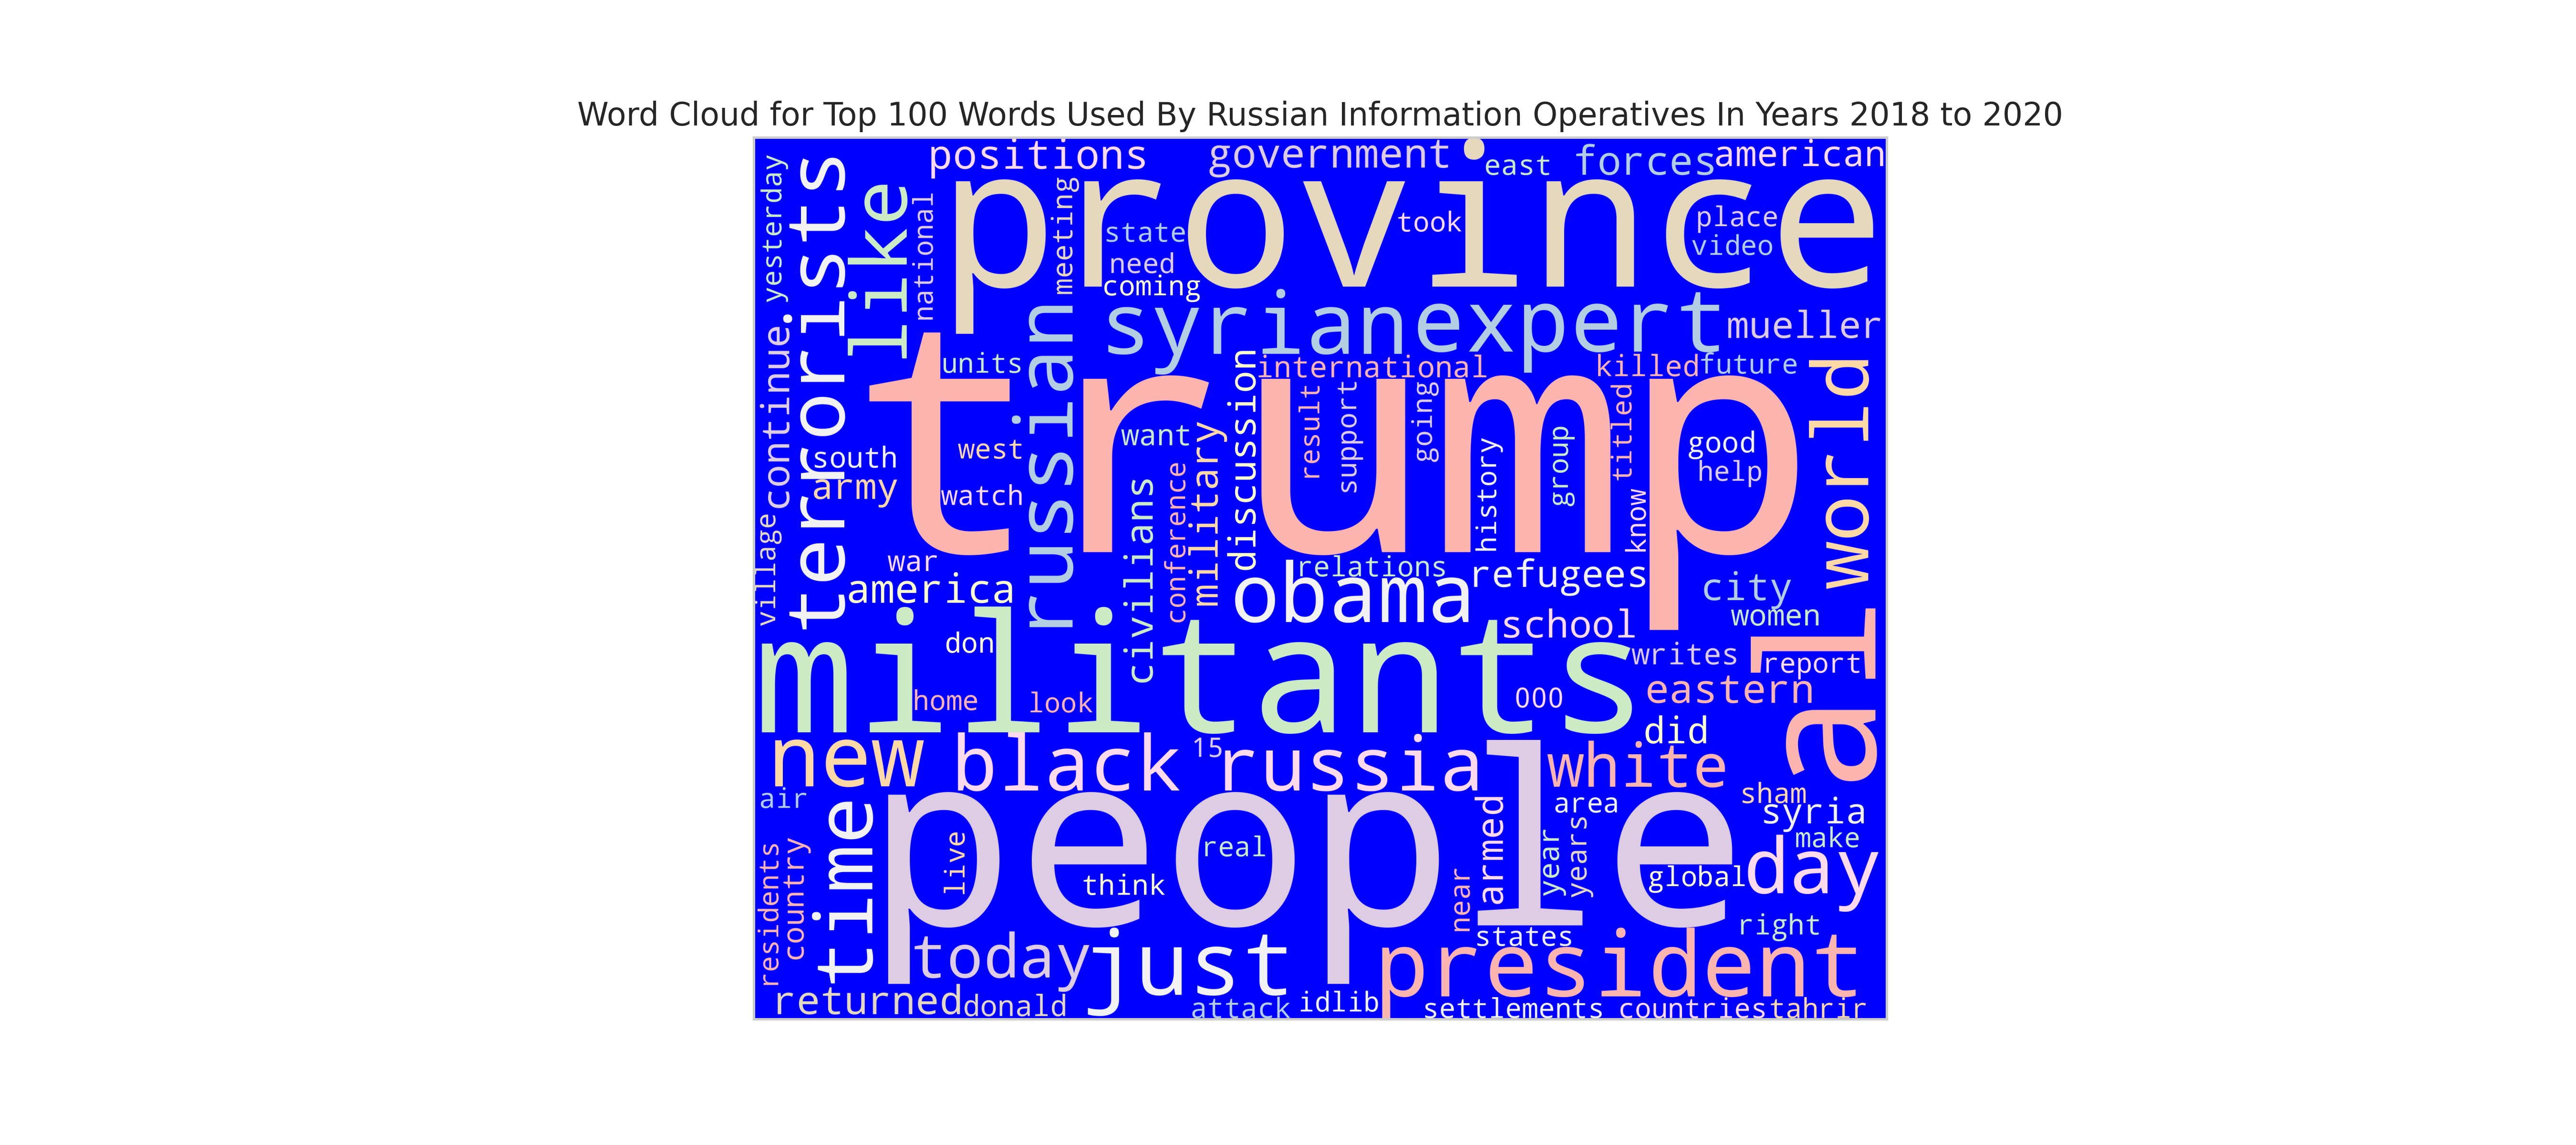 Word Cloud for Top 100 Words Used By Russian Information Operatives In Years 2018 to 2020
positions
government
east
forces
american
yesterday
terrorists
like
national
meeting
province
state
took
place
need
video
coming
syrian
expert
mueller
continue
russian
units
international
killed
future
trump
discussion
result
support
going
titled
world
want
military
west
south
good
history
group
help
army
watch
know
civilians
conference
village
war
relations
america
obama
refugees
city
women
school
militants
don
writes
al
report
home
look
000
eastern
did
new
black
15
russia
white
air
sham
syria
time
people
armed
area
year
years
make
live
real
day
think
global
residents
country
near
right
today
just
states
president
returned
donald
attack
idlib
settlements
countries
tahrir